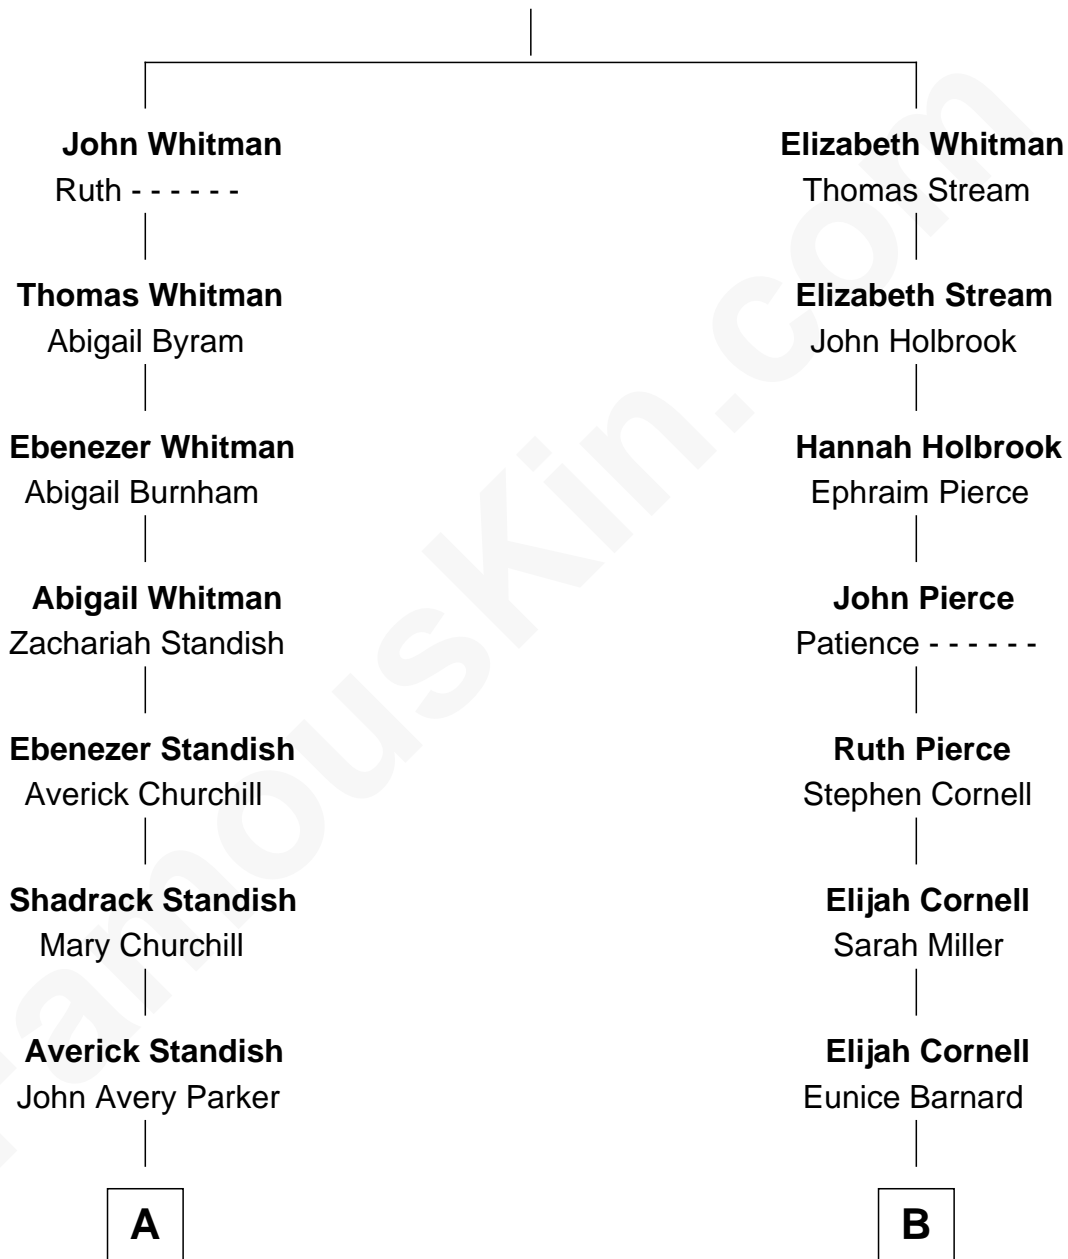 John Whitman
Ruth - - - - - -
Elizabeth Whitman
Thomas Stream
Thomas Whitman
Abigail Byram
Elizabeth Stream
John Holbrook
Ebenezer Whitman
Abigail Burnham
Hannah Holbrook
Ephraim Pierce
Abigail Whitman
Zachariah Standish
John Pierce
Patience - - - - - -
Ebenezer Standish
Averick Churchill
Ruth Pierce
Stephen Cornell
Shadrack Standish
Mary Churchill
Elijah Cornell
Sarah Miller
Averick Standish
John Avery Parker
Elijah Cornell
Eunice Barnard
A
B
FamousKin.com